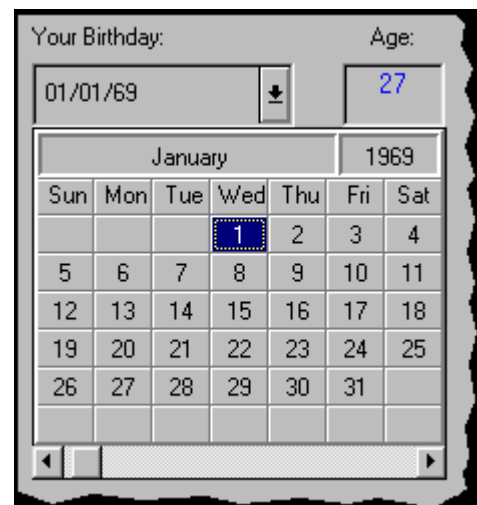 Your Birthday: Age:
01/01/69 27
January 1969
Sun Mon Tue Wed Thu Fri Sat
1 2 3 4
5 6 7 8 9 10 11
12 13 14 15 16 17 18
19 20 21 22 23 24 25
26 27 28 29 30 31